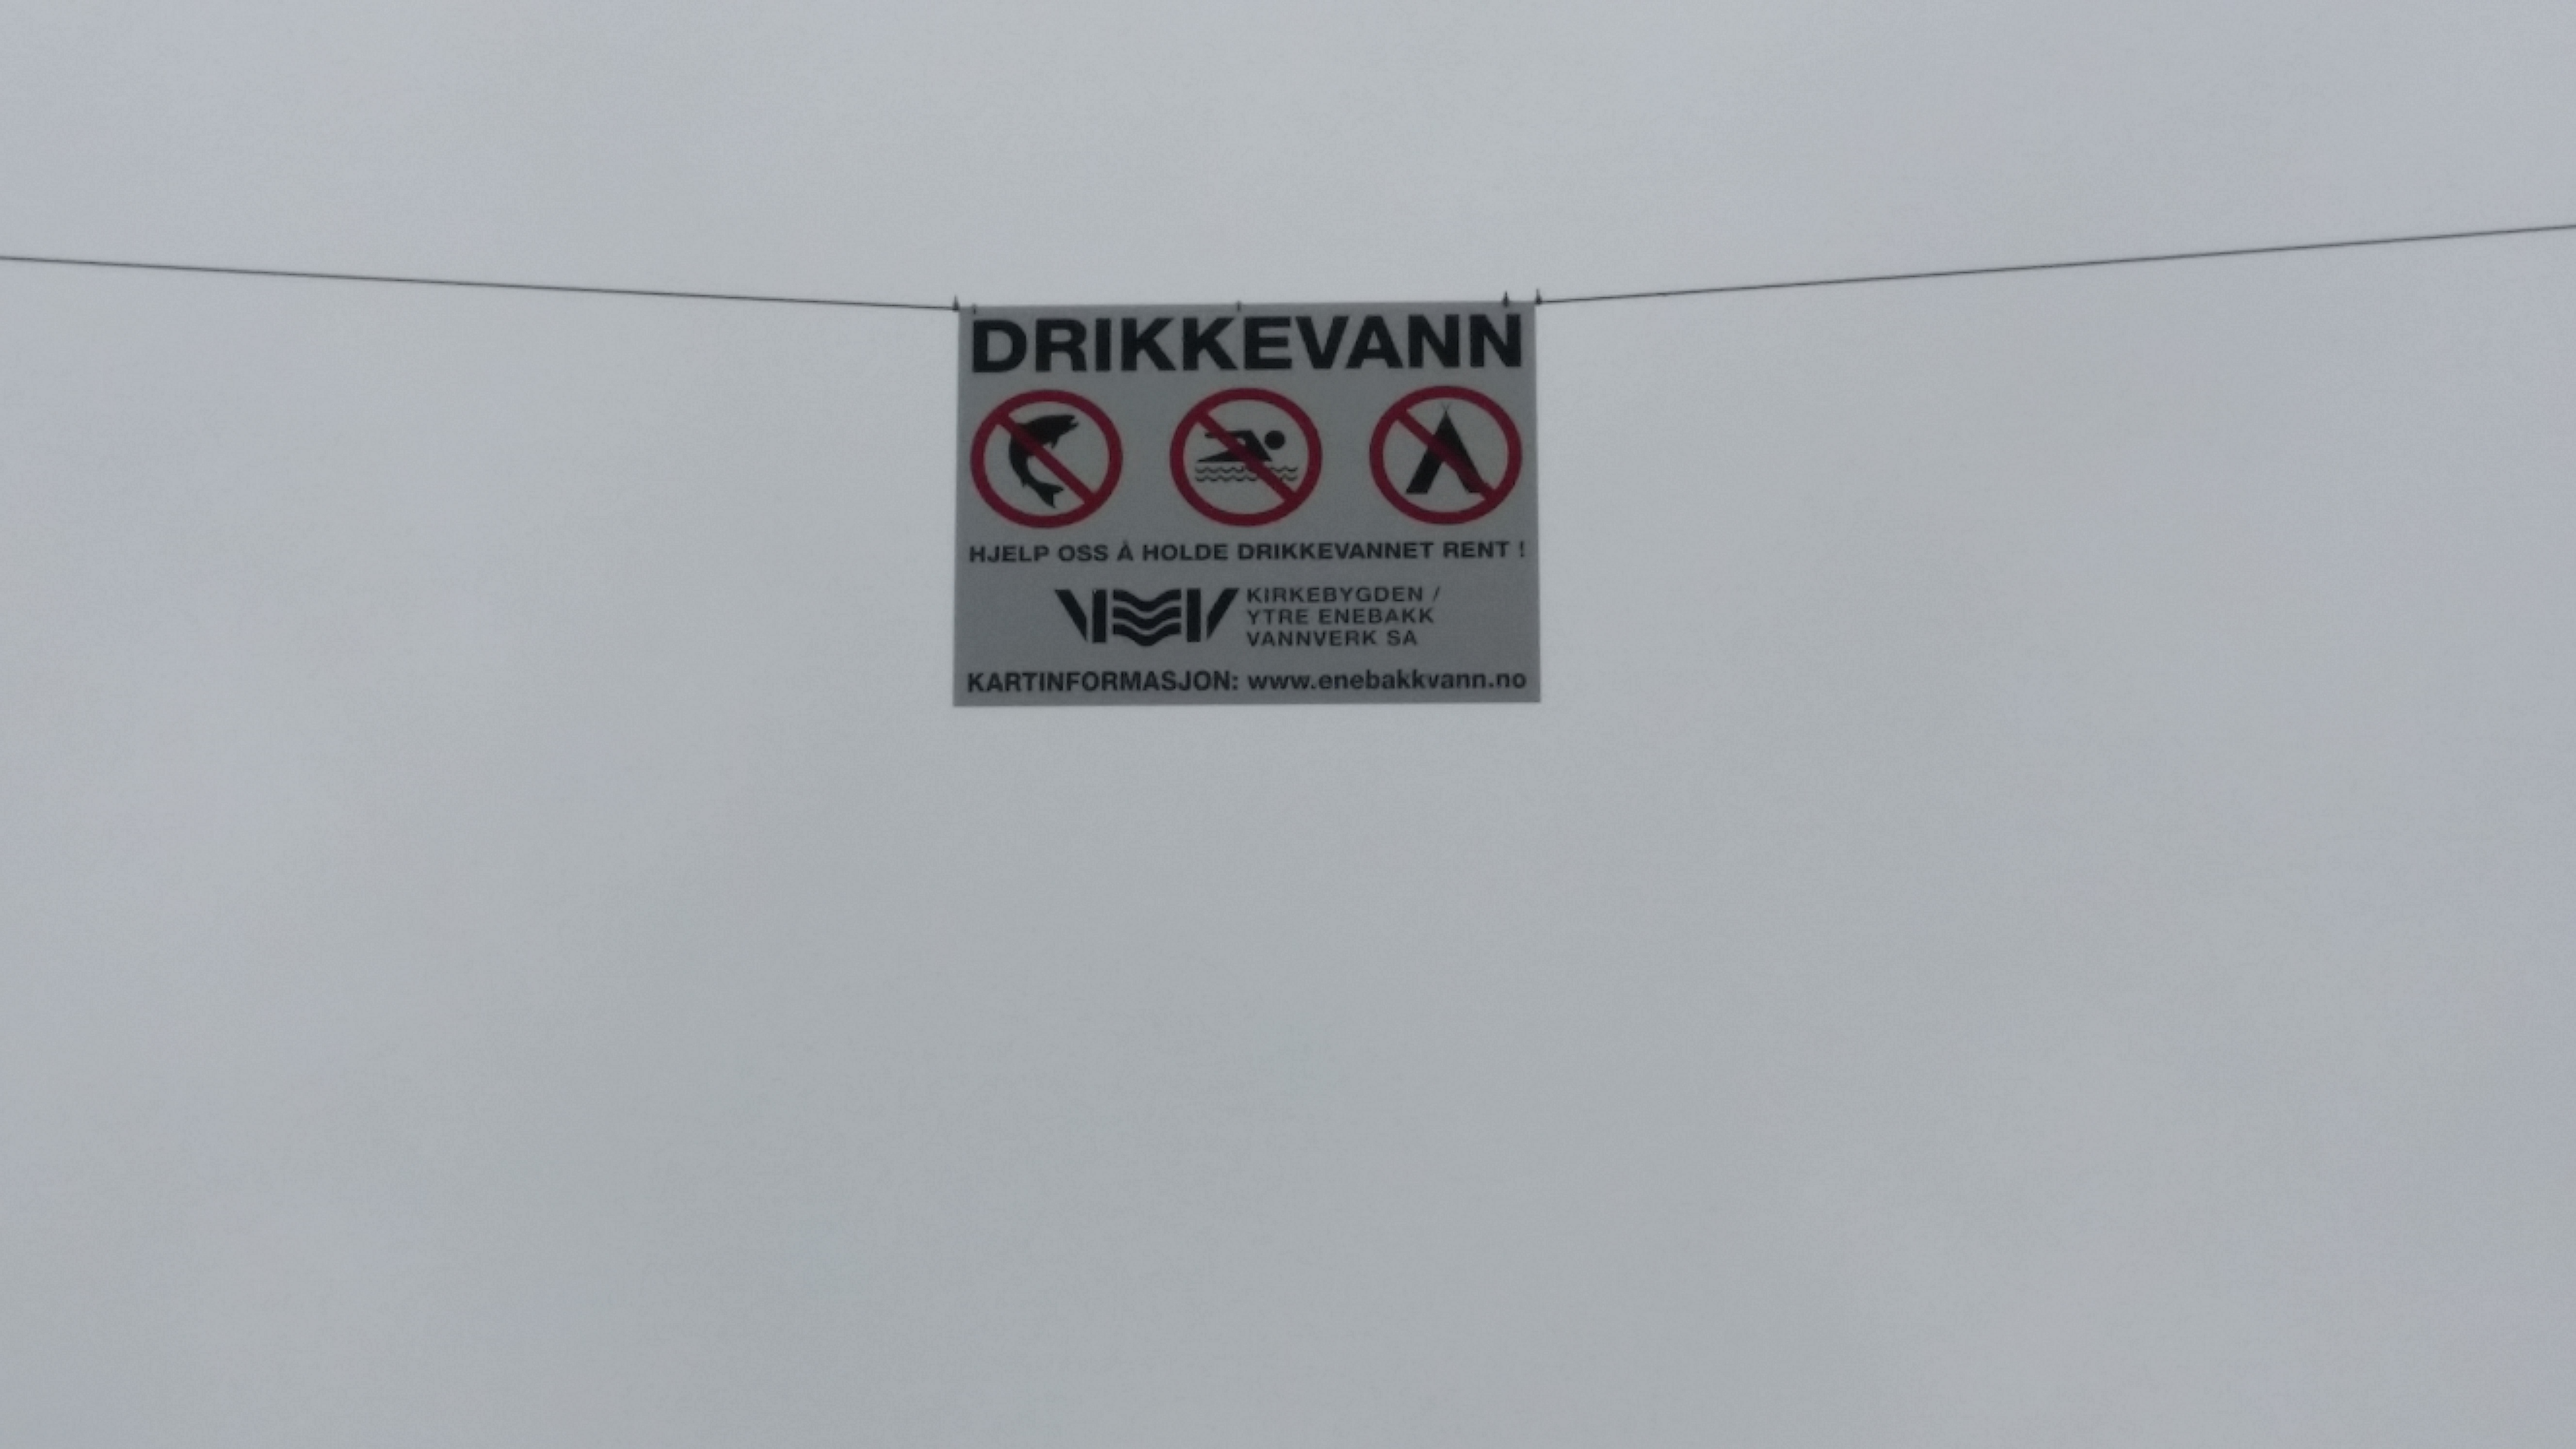 DRIKKEVANN
HJELP OSS Å HOLDE DRIKKEVANNET RENT !
KIRKEBYGDEN /
YTRE ENEBAKK
VANNVERK SA
KARTINFORMASJON: www.enebakkvann.no